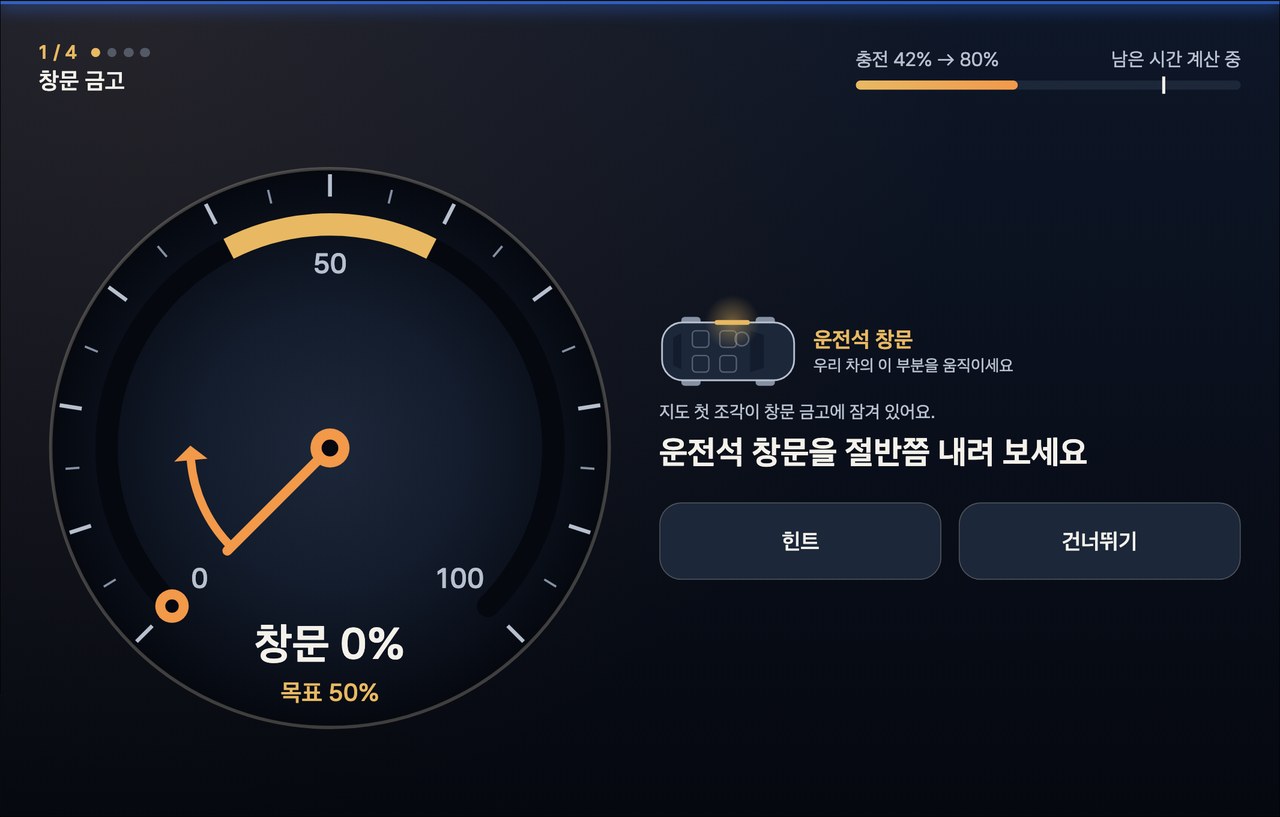 1 / 4
창문 금고
충전 42% → 80%
남은 시간 계산 중
50
0
100
창문 0%
목표 50%
운전석 창문
우리 차의 이 부분을 움직이세요
지도 첫 조각이 창문 금고에 잠겨 있어요.
운전석 창문을 절반쯤 내려 보세요
힌트
건너뛰기